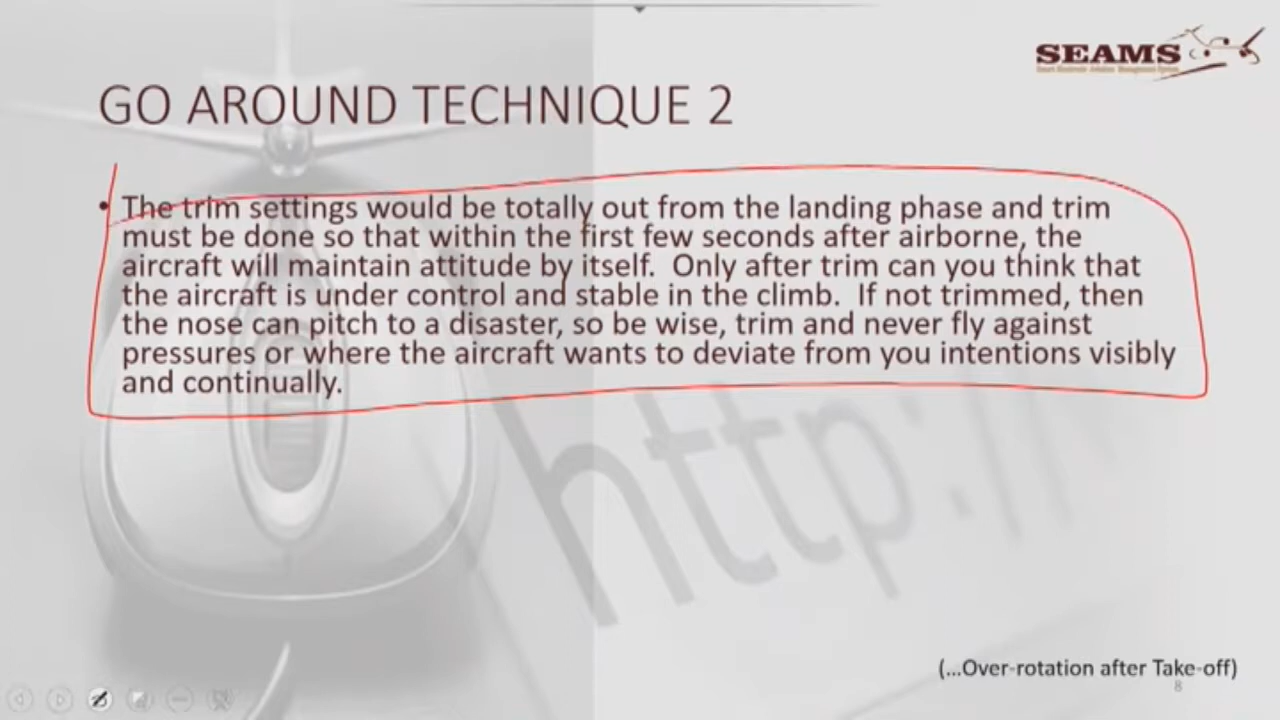 SEAMS
GO AROUND TECHNIQUE 2
• The trim settings would be totally out from the landing phase and trim
must be done so that within the first few seconds after airborne, the
aircraft will maintain attitude by itself.  Only after trim can you think that
the aircraft is under control and stable in the climb.  If not trimmed, then
the nose can pitch to a disaster, so be wise, trim and never fly against
pressures or where the aircraft wants to deviate from you intentions visibly
and continually.
http://
(...Over-rotation after Take-off)
8